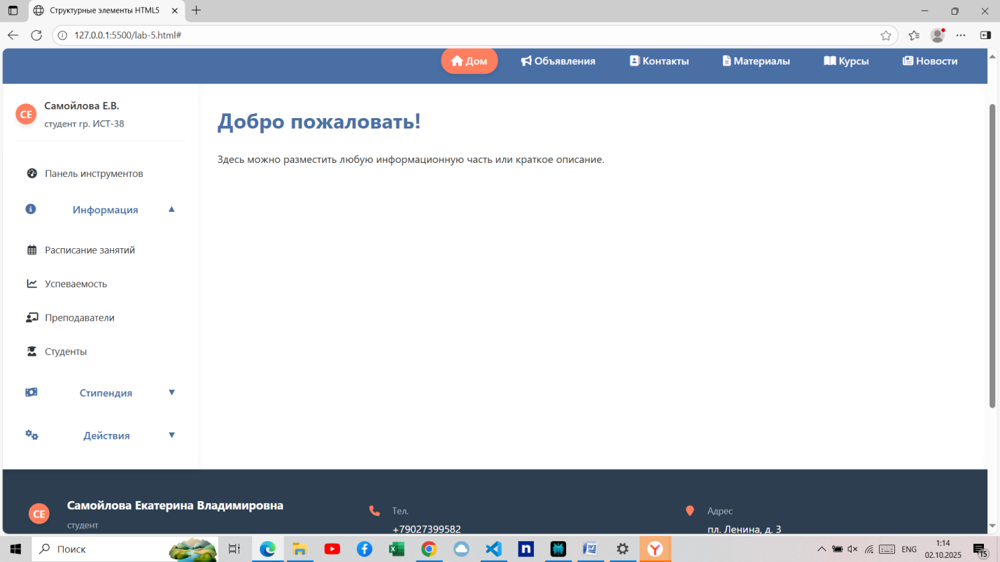 Структурные элементы HTML5
127.0.0.1:5500/lab-5.html#
Дом
Объявления
Контакты
Материалы
Курсы
Новости
СЕ
Самойлова Е.В.
студент гр. ИСТ-38
Панель инструментов
Информация
Расписание занятий
Успеваемость
Преподаватели
Студенты
Стипендия
Действия
Добро пожаловать!
Здесь можно разместить любую информационную часть или краткое описание.
СЕ
Самойлова Екатерина Владимировна
студент
Тел.
+79027399582
Адрес
пл. Ленина, д. 3
Поиск
ENG
1:14
02.10.2025
15